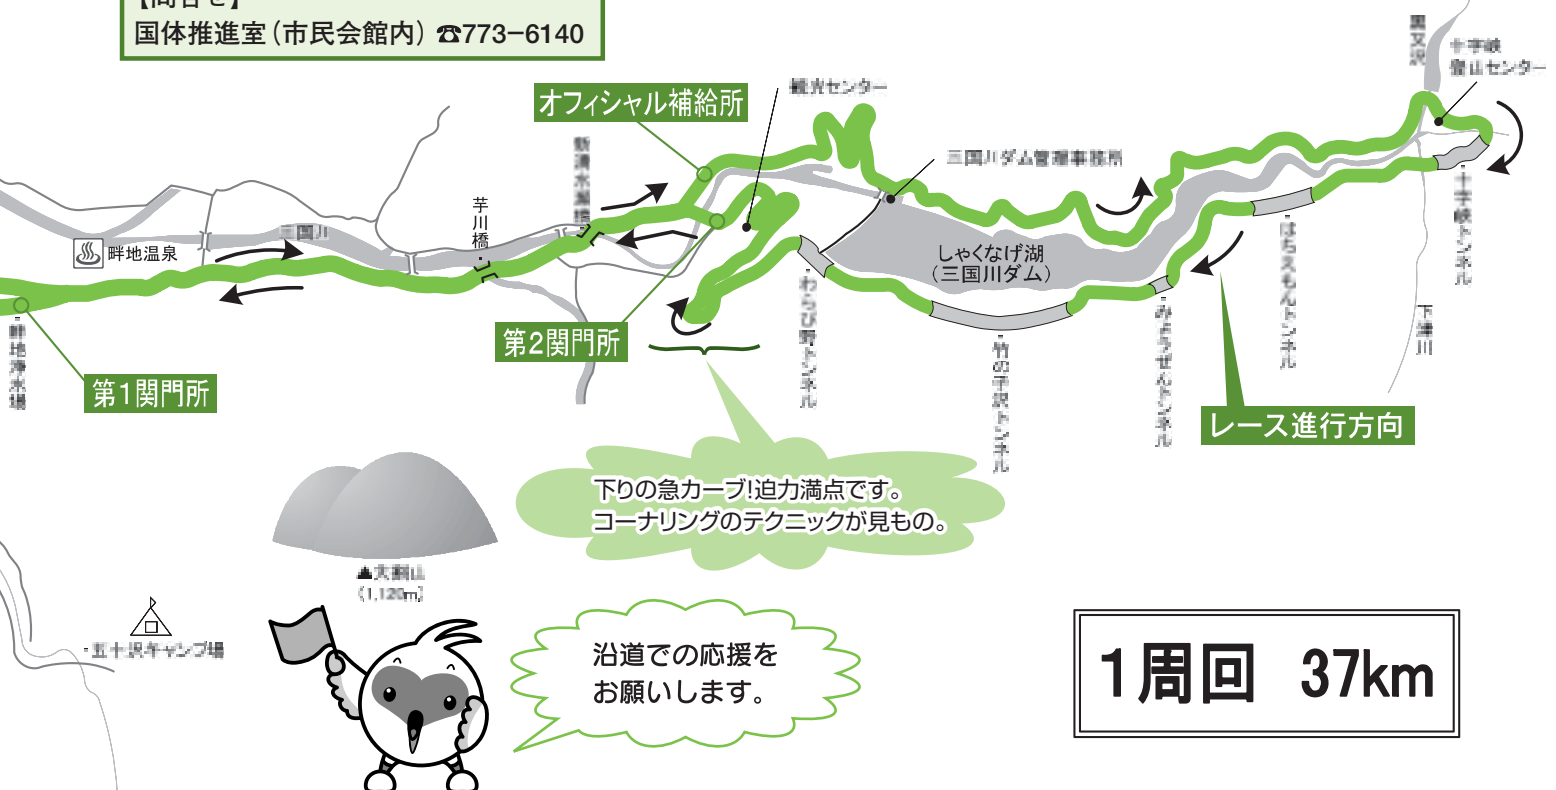 【問合せ】
国体推進室（市民会館内）☎773−6140
オフィシャル補給所
観光センター
黒又沢
十字峡
登山センター
三国川ダム管理事務所
新清水瀬橋
芋川橋
三国川
畔地温泉
しゃくなげ湖
（三国川ダム）
十字峡トンネル
はちえもんトンネル
わらび野トンネル
みょうぜんトンネル
竹の子沢トンネル
下津川
第2関門所
畔地浄水場
第1関門所
レース進行方向
下りの急カーブ!迫力満点です。
コーナリングのテクニックが見もの。
(1,120m)
五十沢キャンプ場
沿道での応援を
お願いします。
1周回 37km